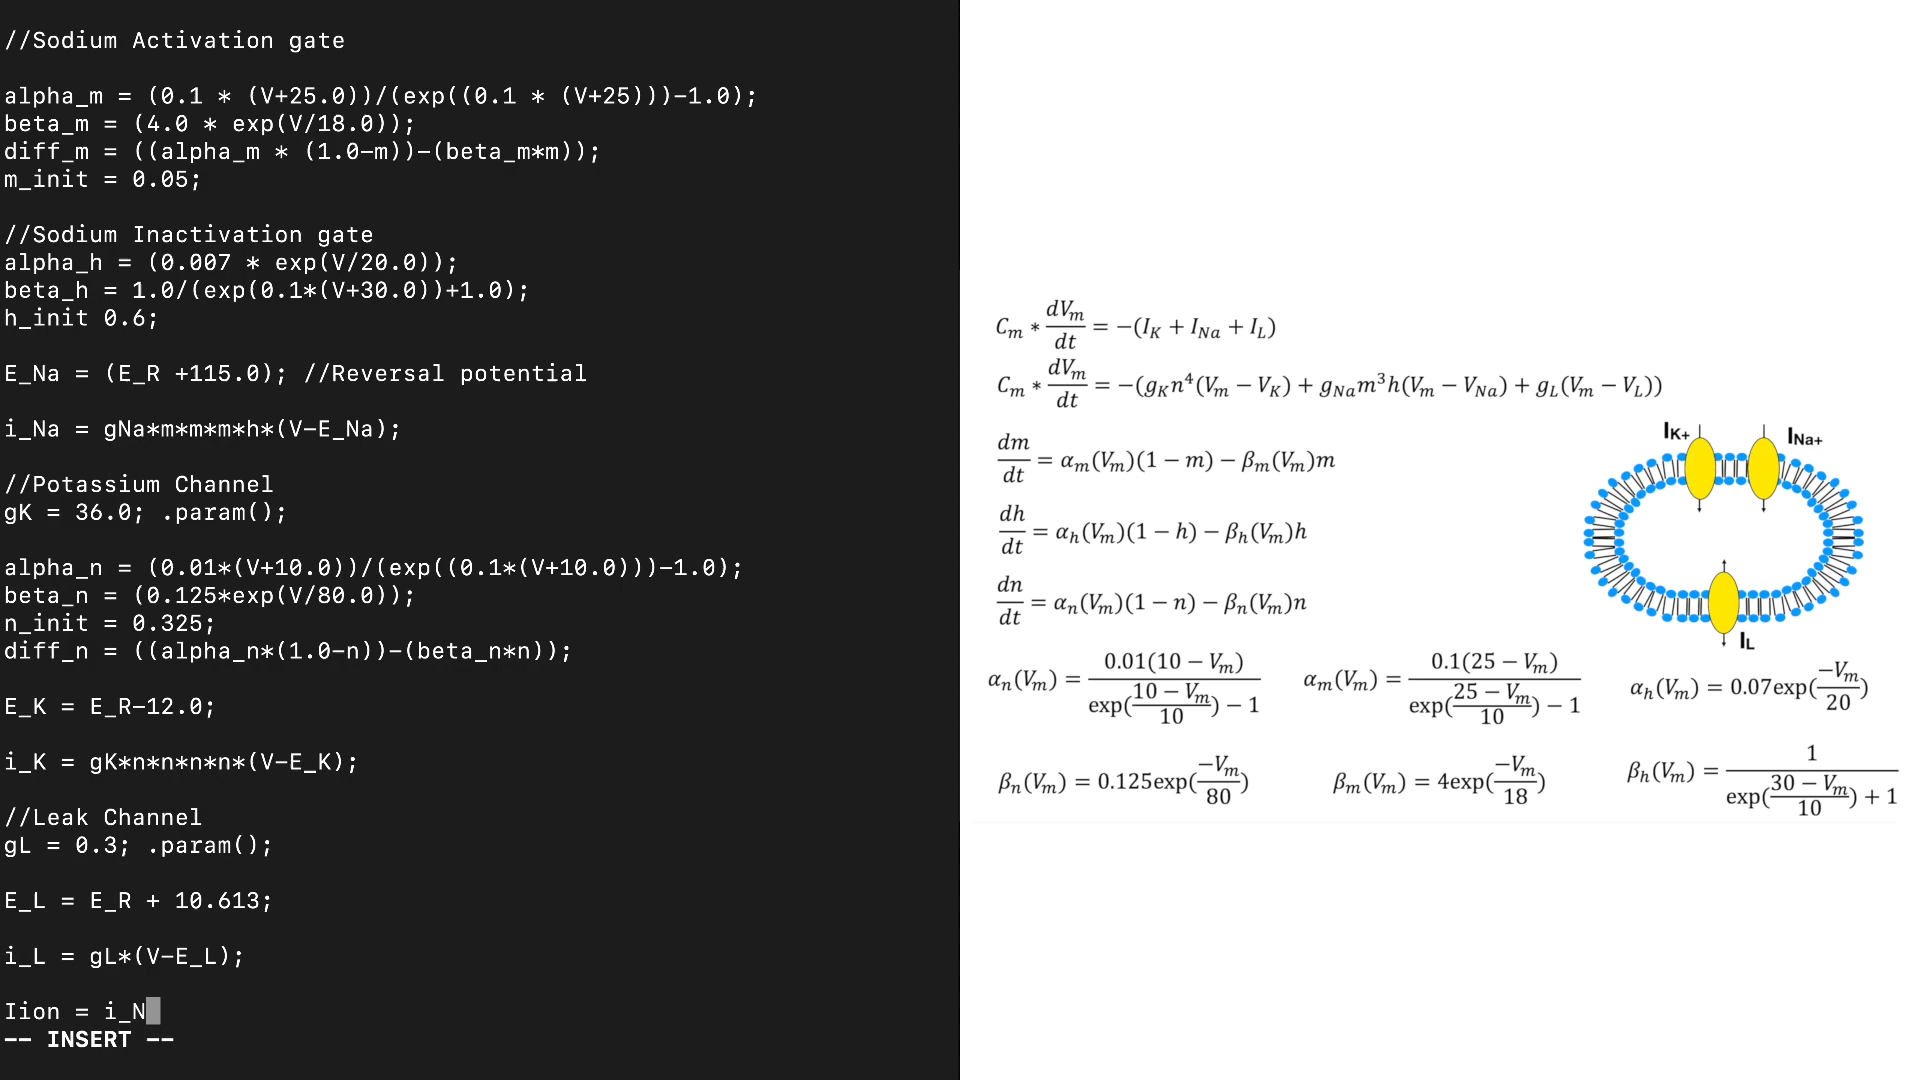 //Sodium Activation gate
alpha_m = (0.1 * (V+25.0))/(exp((0.1 * (V+25)))-1.0);
beta_m = (4.0 * exp(V/18.0));
diff_m = ((alpha_m * (1.0-m))-(beta_m*m));
m_init = 0.05;
//Sodium Inactivation gate
alpha_h = (0.007 * exp(V/20.0));
beta_h = 1.0/(exp(0.1*(V+30.0))+1.0);
h_init 0.6;
E_Na = (E_R +115.0); //Reversal potential
i_Na = gNa*m*m*m*h*(V-E_Na);
//Potassium Channel
gK = 36.0; .param();
alpha_n = (0.01*(V+10.0))/(exp((0.1*(V+10.0)))-1.0);
beta_n = (0.125*exp(V/80.0));
n_init = 0.325;
diff_n = ((alpha_n*(1.0-n))-(beta_n*n));
E_K = E_R-12.0;
i_K = gK*n*n*n*n*(V-E_K);
//Leak Channel
gL = 0.3; .param();
E_L = E_R + 10.613;
i_L = gL*(V-E_L);
Iion = i_N
-- INSERT --
C_m * dV_m/dt = −(I_K + I_Na + I_L)
C_m * dV_m/dt = −(g_K n^4(V_m − V_K) + g_Na m^3 h(V_m − V_Na) + g_L(V_m − V_L))
dm/dt = α_m(V_m)(1 − m) − β_m(V_m)m
dh/dt = α_h(V_m)(1 − h) − β_h(V_m)h
dn/dt = α_n(V_m)(1 − n) − β_n(V_m)n
I_K+
I_Na+
I_L
α_n(V_m) = 0.01(10 − V_m)/(exp((10 − V_m)/10) − 1)
α_m(V_m) = 0.1(25 − V_m)/(exp((25 − V_m)/10) − 1)
α_h(V_m) = 0.07exp(−V_m/20)
β_n(V_m) = 0.125exp(−V_m/80)
β_m(V_m) = 4exp(−V_m/18)
β_h(V_m) = 1/(exp((30 − V_m)/10) + 1)